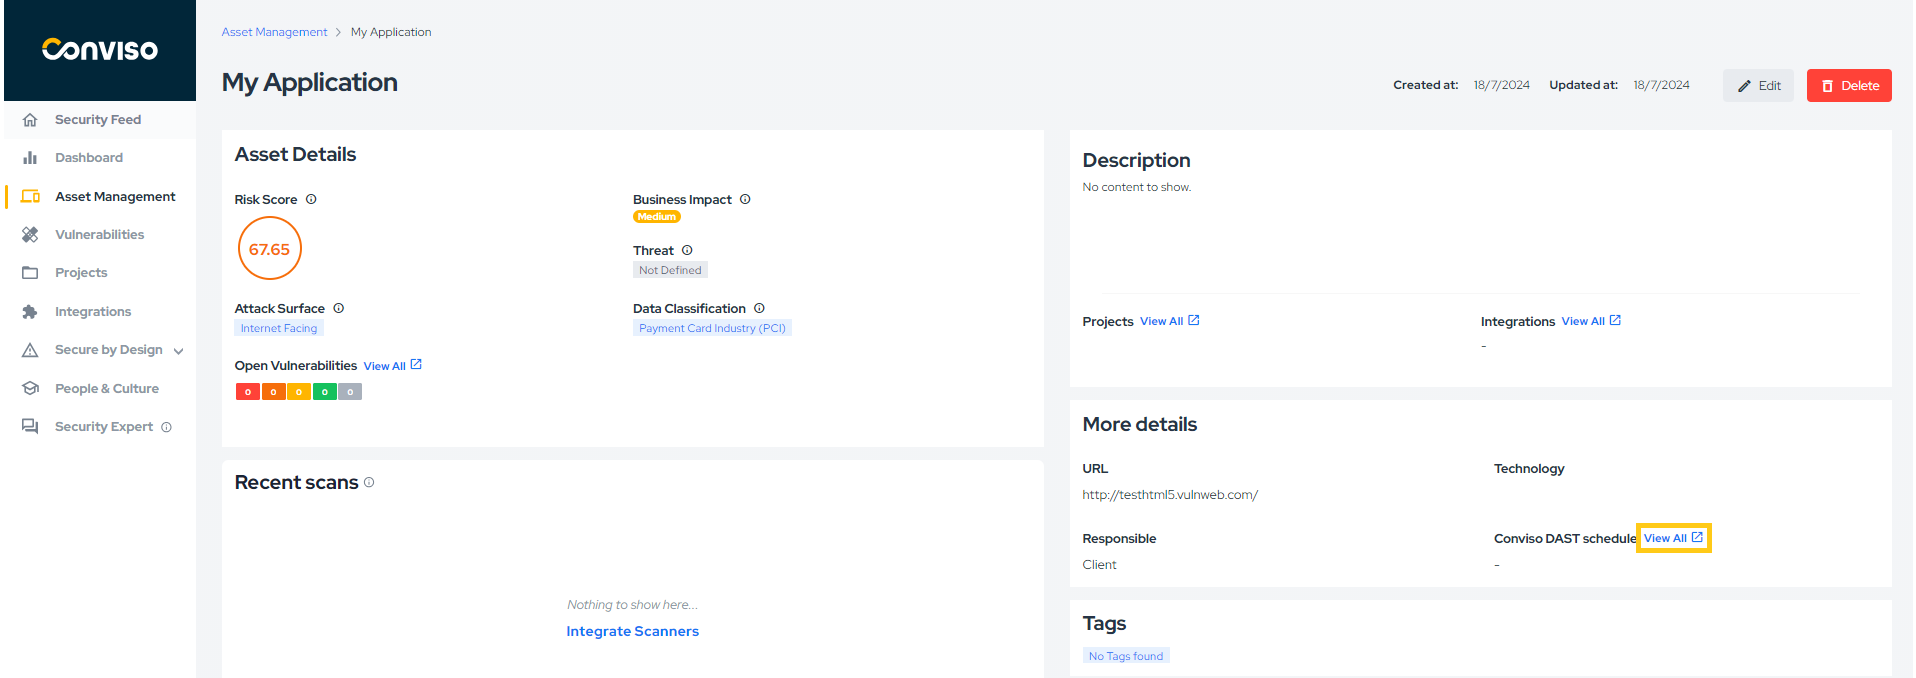 Conviso
Security Feed
Dashboard
Asset Management
Vulnerabilities
Projects
Integrations
Secure by Design
People & Culture
Security Expert
Asset Management > My Application
My Application
Created at: 18/7/2024 Updated at: 18/7/2024 Edit Delete
Asset Details
Risk Score
67.65
Business Impact
Medium
Threat
Not Defined
Attack Surface
Internet Facing
Data Classification
Payment Card Industry (PCI)
Open Vulnerabilities View All
0 0 0 0 0
Recent scans
Nothing to show here...
Integrate Scanners
Description
No content to show.
Projects View All
Integrations View All
-
More details
URL
http://testhtml5.vulnweb.com/
Technology
Responsible
Client
Conviso DAST schedule View All
-
Tags
No Tags found